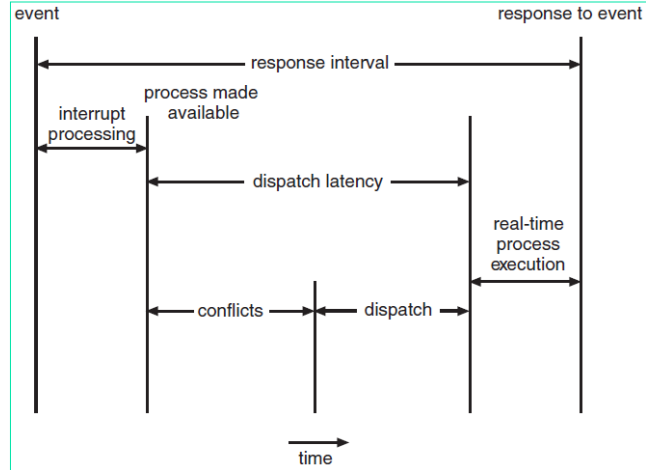 event
response to event
response interval
process made
available
interrupt
processing
dispatch latency
real-time
process
execution
conflicts
dispatch
time